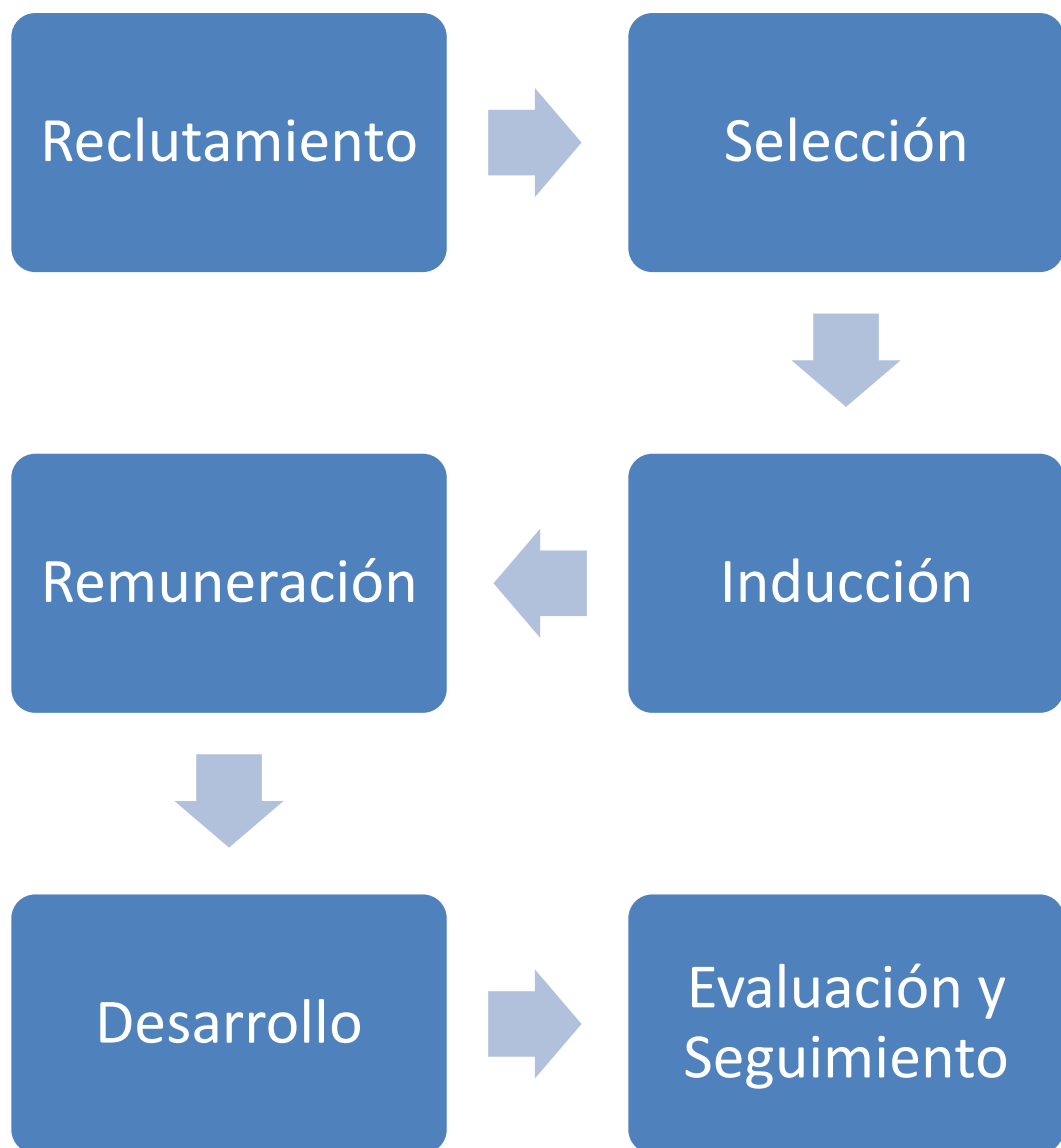 Reclutamiento
Selección
Inducción
Remuneración
Desarrollo
Evaluación y
Seguimiento